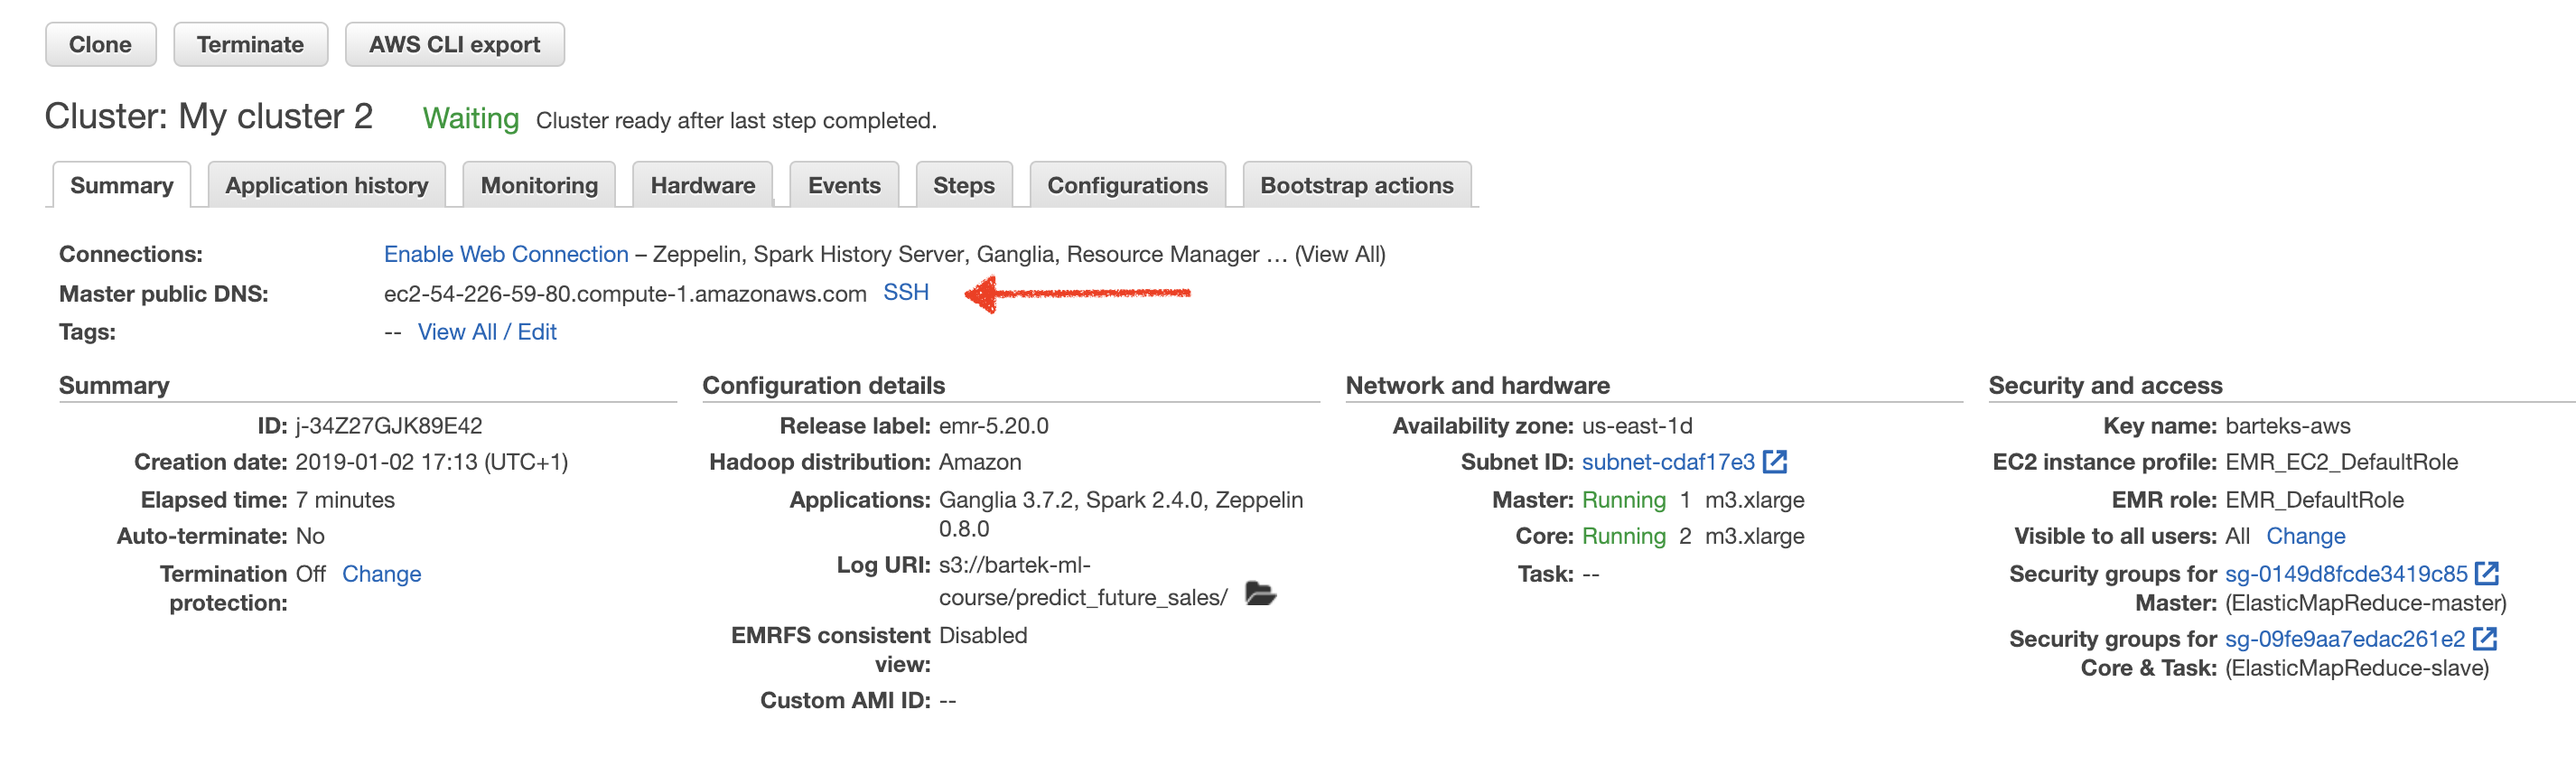 Clone Terminate AWS CLI export
Cluster: My cluster 2 Waiting Cluster ready after last step completed.
Summary Application history Monitoring Hardware Events Steps Configurations Bootstrap actions
Connections: Enable Web Connection – Zeppelin, Spark History Server, Ganglia, Resource Manager … (View All)
Master public DNS: ec2-54-226-59-80.compute-1.amazonaws.com SSH
Tags: -- View All / Edit
Summary
ID: j-34Z27GJK89E42
Creation date: 2019-01-02 17:13 (UTC+1)
Elapsed time: 7 minutes
Auto-terminate: No
Termination Off Change
protection:
Configuration details
Release label: emr-5.20.0
Hadoop distribution: Amazon
Applications: Ganglia 3.7.2, Spark 2.4.0, Zeppelin
0.8.0
Log URI: s3://bartek-ml-
course/predict_future_sales/
EMRFS consistent Disabled
view:
Custom AMI ID: --
Network and hardware
Availability zone: us-east-1d
Subnet ID: subnet-cdaf17e3
Master: Running 1 m3.xlarge
Core: Running 2 m3.xlarge
Task: --
Security and access
Key name: barteks-aws
EC2 instance profile: EMR_EC2_DefaultRole
EMR role: EMR_DefaultRole
Visible to all users: All Change
Security groups for sg-0149d8fcde3419c85
Master: (ElasticMapReduce-master)
Security groups for sg-09fe9aa7edac261e2
Core & Task: (ElasticMapReduce-slave)